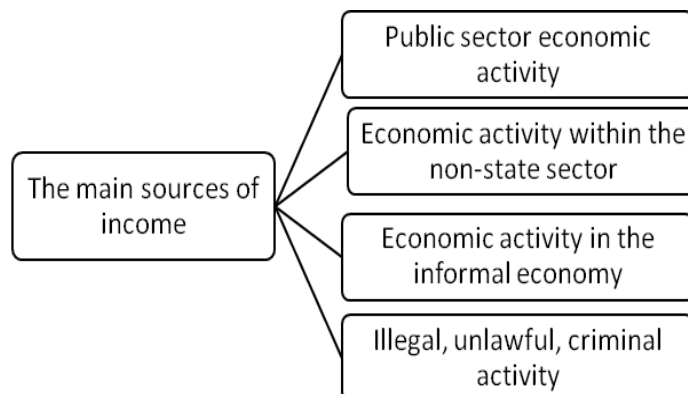 Public sector economic
activity
Economic activity within the
non-state sector
The main sources of
income
Economic activity in the
informal economy
Illegal, unlawful, criminal
activity